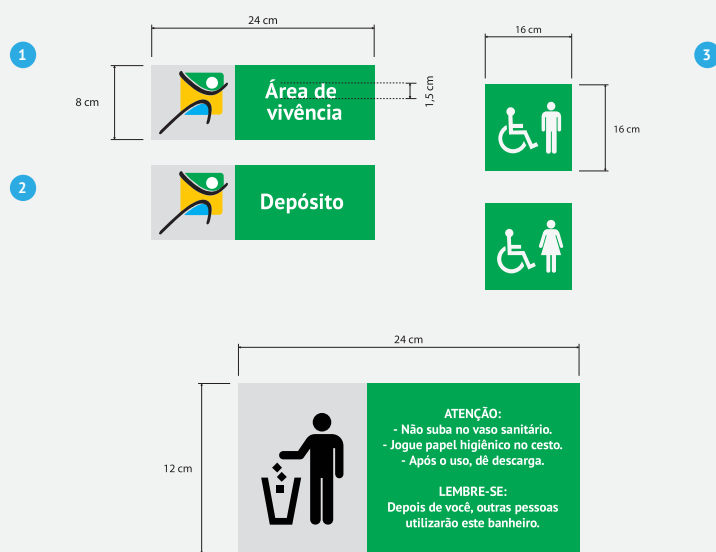 24 cm
1
8 cm
Área de
vivência
1,5 cm
2
Depósito
16 cm
3
16 cm
24 cm
12 cm
ATENÇÃO:
- Não suba no vaso sanitário.
- Jogue papel higiênico no cesto.
- Após o uso, dê descarga.
LEMBRE-SE:
Depois de você, outras pessoas
utilizarão este banheiro.